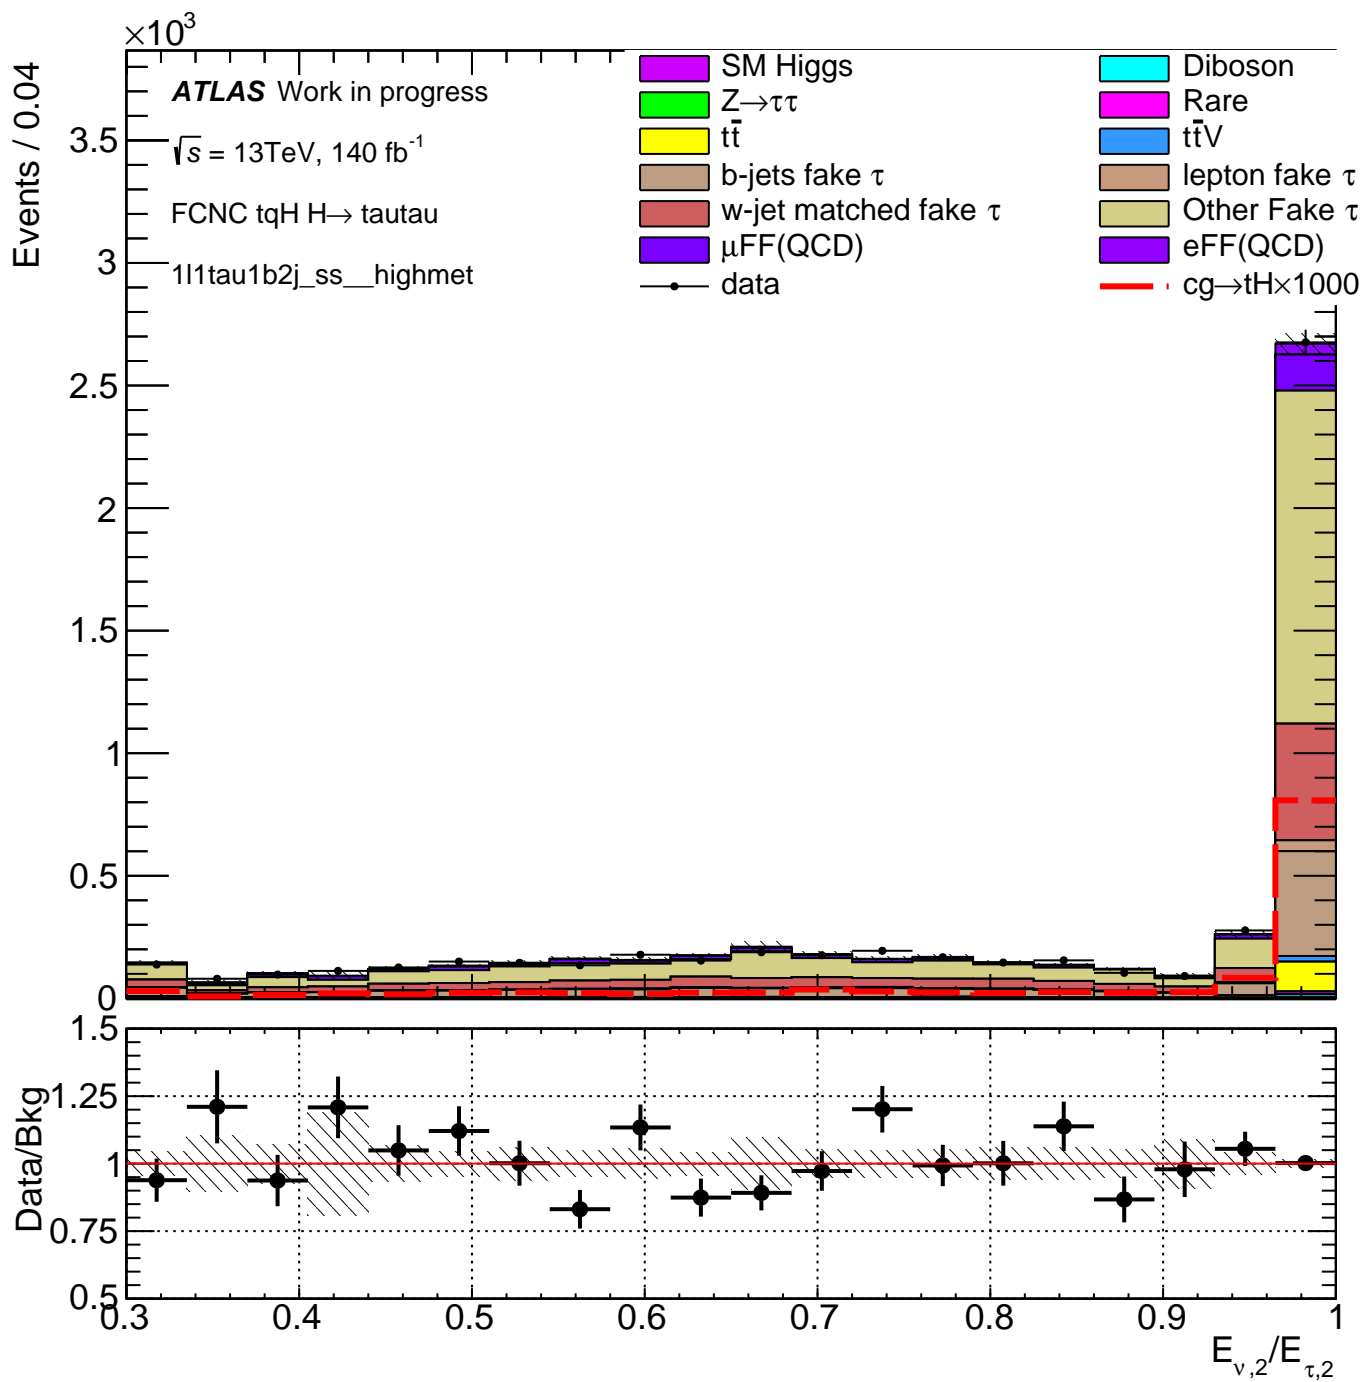 ×10³
Events / 0.04
ATLAS Work in progress
√s = 13TeV, 140 fb⁻¹
FCNC tqH H→ tautau
1l1tau1b2j_ss__highmet
SM Higgs
Diboson
Z→ττ
Rare
tt̄
tt̄V
b-jets fake τ
lepton fake τ
w-jet matched fake τ
Other Fake τ
μFF(QCD)
eFF(QCD)
data
cg→tH×1000
3.5
3
2.5
2
1.5
1
0.5
0
Data/Bkg
1.5
1.25
1
0.75
0.5
0.3 0.4 0.5 0.6 0.7 0.8 0.9 1
E_ν,2/E_τ,2